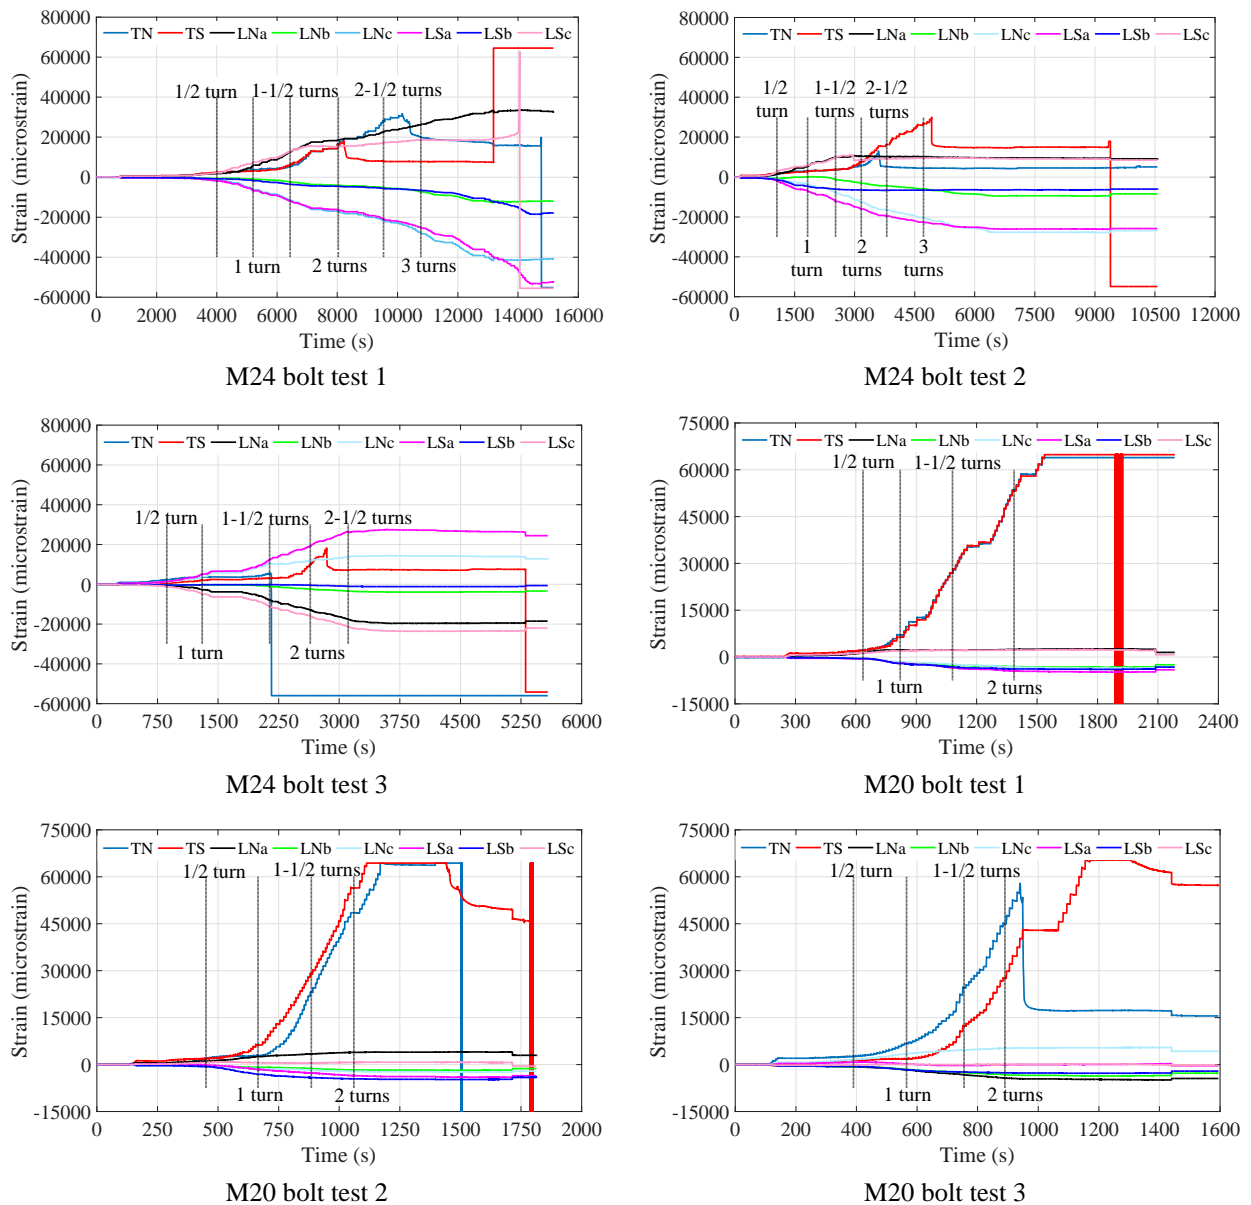 80000
60000
40000
20000
0
-20000
-40000
-60000
Strain (microstrain)
TN TS LNa LNb LNc LSa LSb LSc
1/2 turn 1-1/2 turns 2-1/2 turns
1 turn 2 turns 3 turns
0 2000 4000 6000 8000 10000 12000 14000 16000
Time (s)
M24 bolt test 1
80000
60000
40000
20000
0
-20000
-40000
-60000
Strain (microstrain)
TN TS LNa LNb LNc LSa LSb LSc
1/2 1-1/2 2-1/2
turn turns turns
1 2 3
turn turns turns
0 1500 3000 4500 6000 7500 9000 10500 12000
Time (s)
M24 bolt test 2
80000
60000
40000
20000
0
-20000
-40000
-60000
Strain (microstrain)
TN TS LNa LNb LNc LSa LSb LSc
1/2 turn 1-1/2 turns 2-1/2 turns
1 turn 2 turns
0 750 1500 2250 3000 3750 4500 5250 6000
Time (s)
M24 bolt test 3
75000
60000
45000
30000
15000
0
-15000
Strain (microstrain)
TN TS LNa LNb LNc LSa LSb LSc
1/2 turn 1-1/2 turns
1 turn 2 turns
0 300 600 900 1200 1500 1800 2100 2400
Time (s)
M20 bolt test 1
75000
60000
45000
30000
15000
0
-15000
Strain (microstrain)
TN TS LNa LNb LNc LSa LSb LSc
1/2 turn 1-1/2 turns
1 turn 2 turns
0 250 500 750 1000 1250 1500 1750 2000
Time (s)
M20 bolt test 2
75000
60000
45000
30000
15000
0
-15000
Strain (microstrain)
TN TS LNa LNb LNc LSa LSb LSc
1/2 turn 1-1/2 turns
1 turn 2 turns
0 200 400 600 800 1000 1200 1400 1600
Time (s)
M20 bolt test 3